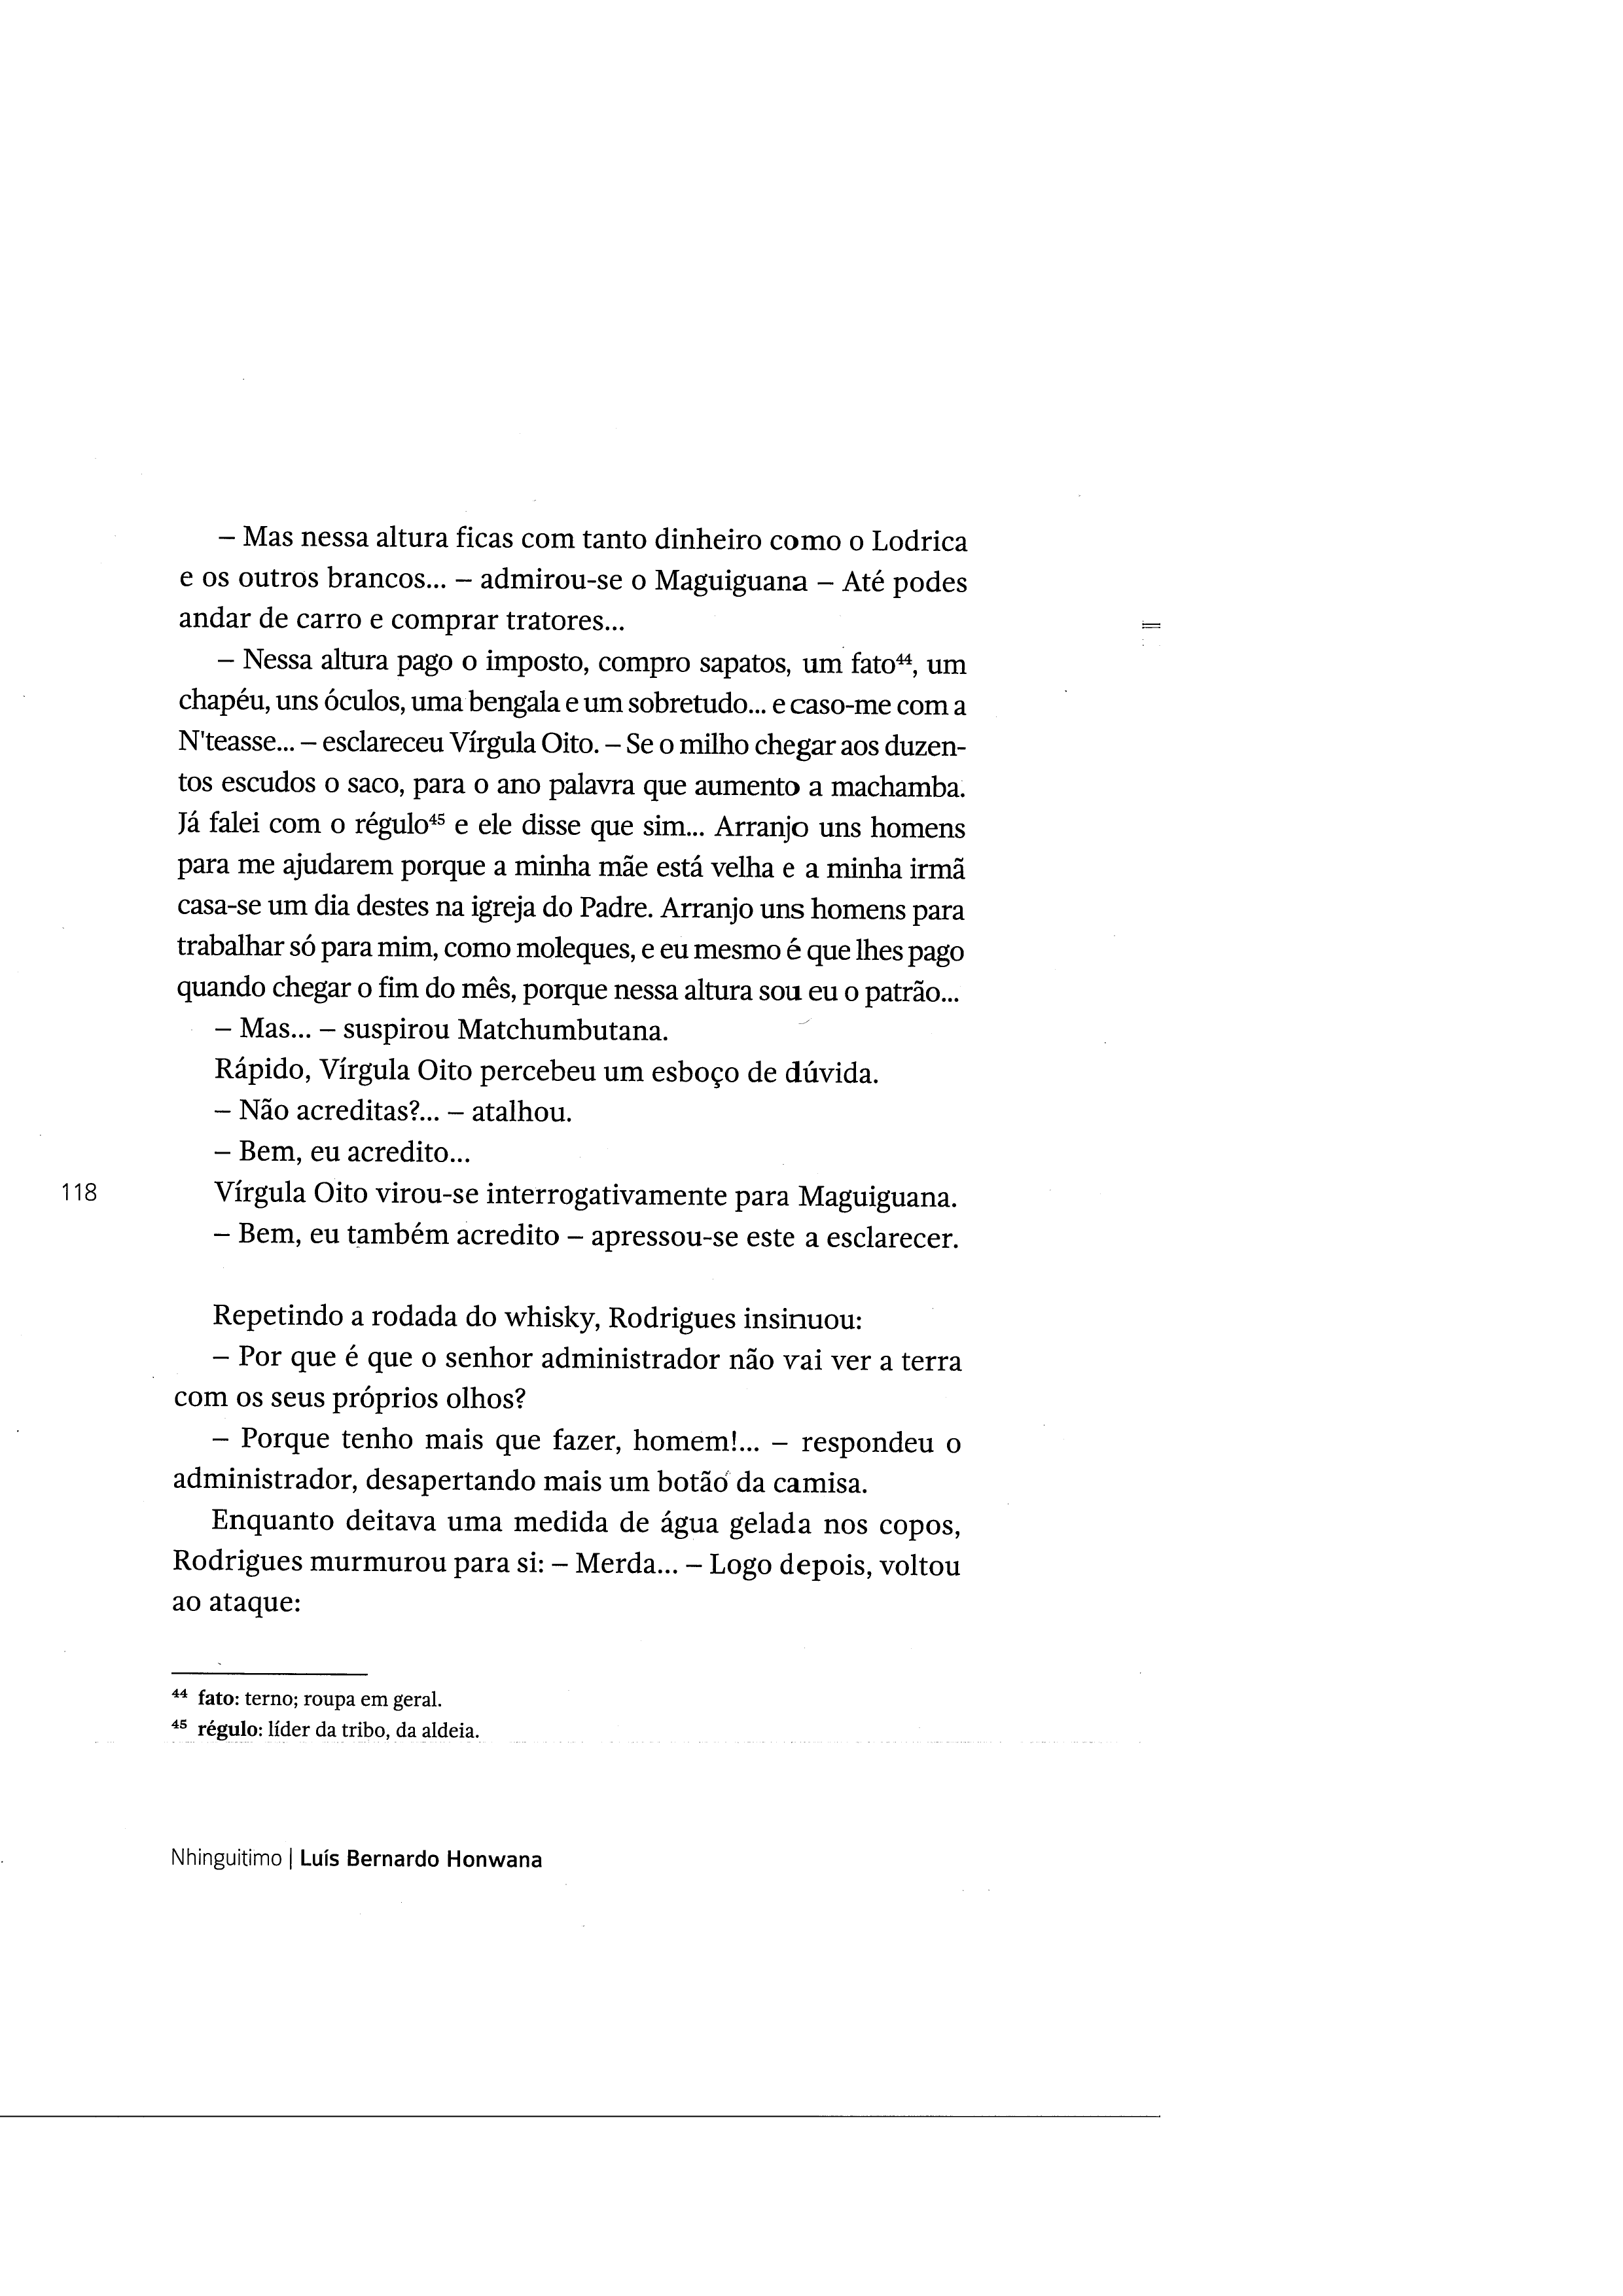 – Mas nessa altura ficas com tanto dinheiro como o Lodrica
e os outros brancos... – admirou-se o Maguiguana – Até podes
andar de carro e comprar tratores...
– Nessa altura pago o imposto, compro sapatos, um fato⁴⁴, um
chapéu, uns óculos, uma bengala e um sobretudo... e caso-me com a
N'teasse... – esclareceu Vírgula Oito. – Se o milho chegar aos duzen-
tos escudos o saco, para o ano palavra que aumento a machamba.
Já falei com o régulo⁴⁵ e ele disse que sim... Arranjo uns homens
para me ajudarem porque a minha mãe está velha e a minha irmã
casa-se um dia destes na igreja do Padre. Arranjo uns homens para
trabalhar só para mim, como moleques, e eu mesmo é que lhes pago
quando chegar o fim do mês, porque nessa altura sou eu o patrão...
– Mas... – suspirou Matchumbutana.
Rápido, Vírgula Oito percebeu um esboço de dúvida.
– Não acreditas?... – atalhou.
– Bem, eu acredito...
118
Vírgula Oito virou-se interrogativamente para Maguiguana.
– Bem, eu também acredito – apressou-se este a esclarecer.
Repetindo a rodada do whisky, Rodrigues insinuou:
– Por que é que o senhor administrador não vai ver a terra
com os seus próprios olhos?
– Porque tenho mais que fazer, homem!... – respondeu o
administrador, desapertando mais um botão da camisa.
Enquanto deitava uma medida de água gelada nos copos,
Rodrigues murmurou para si: – Merda... – Logo depois, voltou
ao ataque:
⁴⁴ fato: terno; roupa em geral.
⁴⁵ régulo: líder da tribo, da aldeia.
Nhinguitimo | Luís Bernardo Honwana